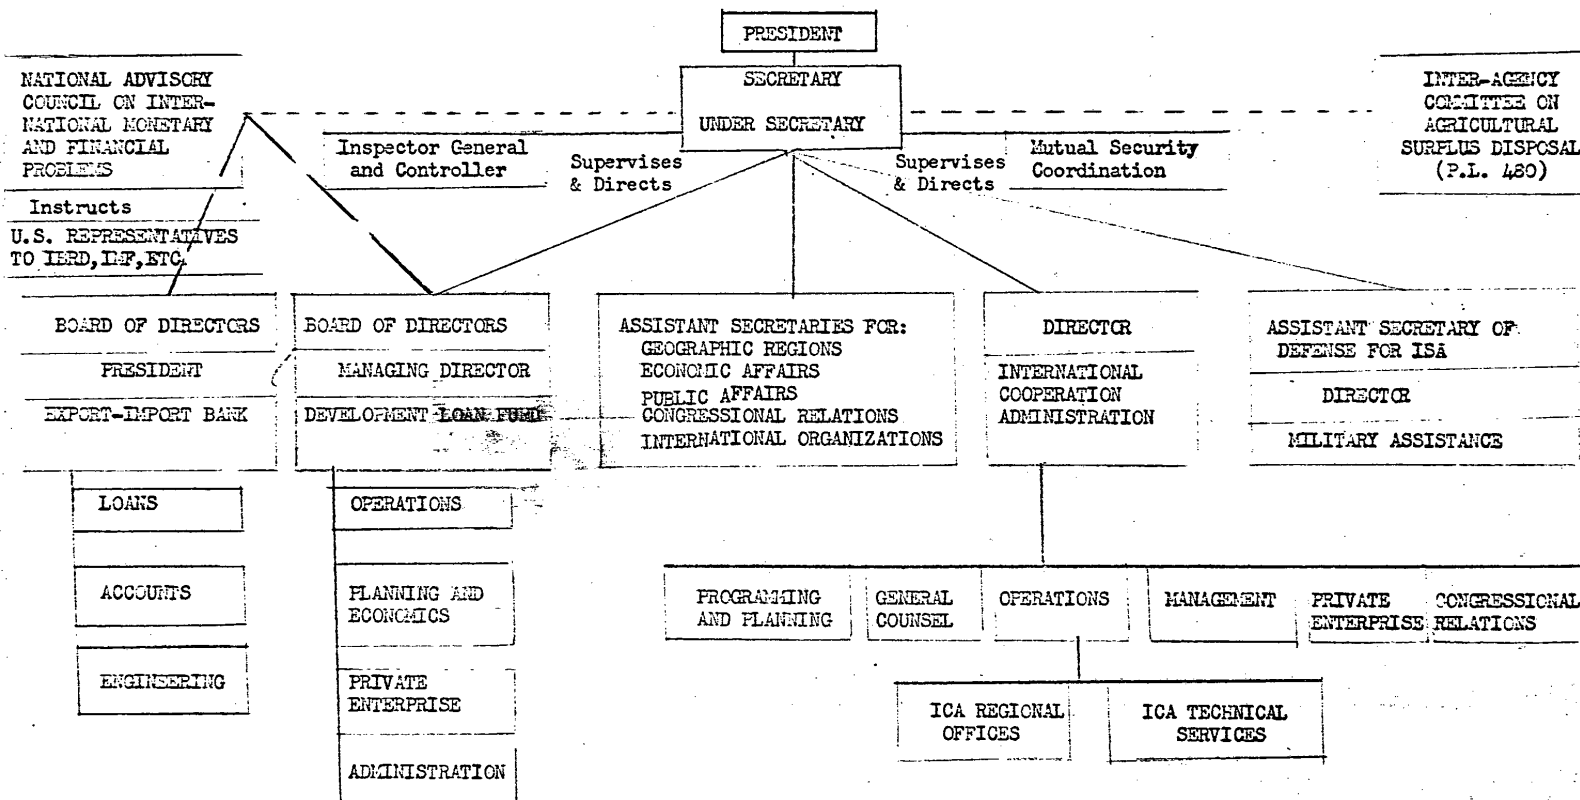 PRESIDENT
SECRETARY
UNDER SECRETARY
NATIONAL ADVISORY
COUNCIL ON INTER-
NATIONAL MONETARY
AND FINANCIAL
PROBLEMS
Instructs
U.S. REPRESENTATIVES
TO IBRD,IMF,ETC.
Inspector General
and Controller
Supervises
& Directs
Supervises
& Directs
Mutual Security
Coordination
INTER-AGENCY
COMMITTEE ON
AGRICULTURAL
SURPLUS DISPOSAL
(P.L. 480)
BOARD OF DIRECTORS
PRESIDENT
EXPORT-IMPORT BANK
BOARD OF DIRECTORS
MANAGING DIRECTOR
DEVELOPMENT LOAN FUND
ASSISTANT SECRETARIES FOR:
GEOGRAPHIC REGIONS
ECONOMIC AFFAIRS
PUBLIC AFFAIRS
CONGRESSIONAL RELATIONS
INTERNATIONAL ORGANIZATIONS
DIRECTOR
INTERNATIONAL
COOPERATION
ADMINISTRATION
ASSISTANT SECRETARY OF
DEFENSE FOR ISA
DIRECTOR
MILITARY ASSISTANCE
LOANS
ACCOUNTS
ENGINEERING
OPERATIONS
PLANNING AND
ECONOMICS
PRIVATE
ENTERPRISE
ADMINISTRATION
PROGRAMMING
AND PLANNING
GENERAL
COUNSEL
OPERATIONS
MANAGEMENT
PRIVATE
ENTERPRISE
CONGRESSIONAL
RELATIONS
ICA REGIONAL
OFFICES
ICA TECHNICAL
SERVICES